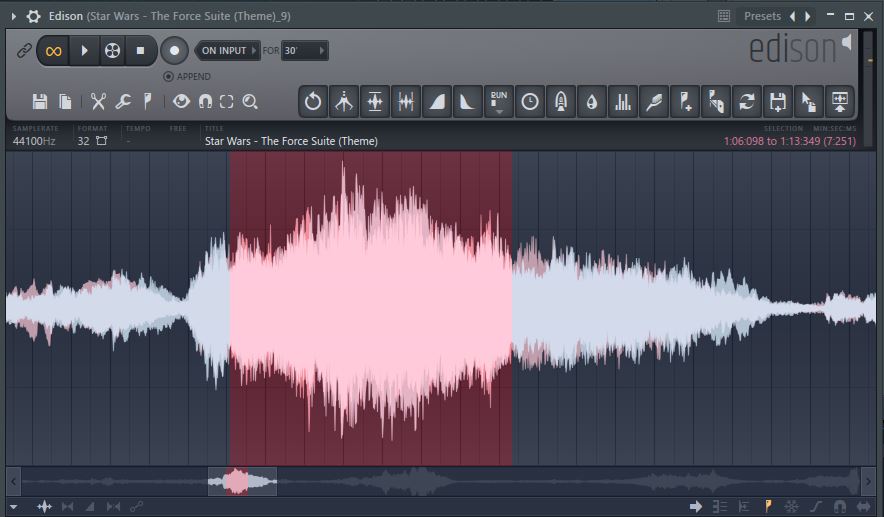 Edison (Star Wars - The Force Suite (Theme)_9)
Presets
ON INPUT FOR 30'
edison
APPEND
RUN
SAMPLERATE FORMAT TEMPO FREE TITLE SELECTION MIN:SEC:MS
44100Hz 32 - Star Wars - The Force Suite (Theme) 1:06:098 to 1:13:349 (7:251)